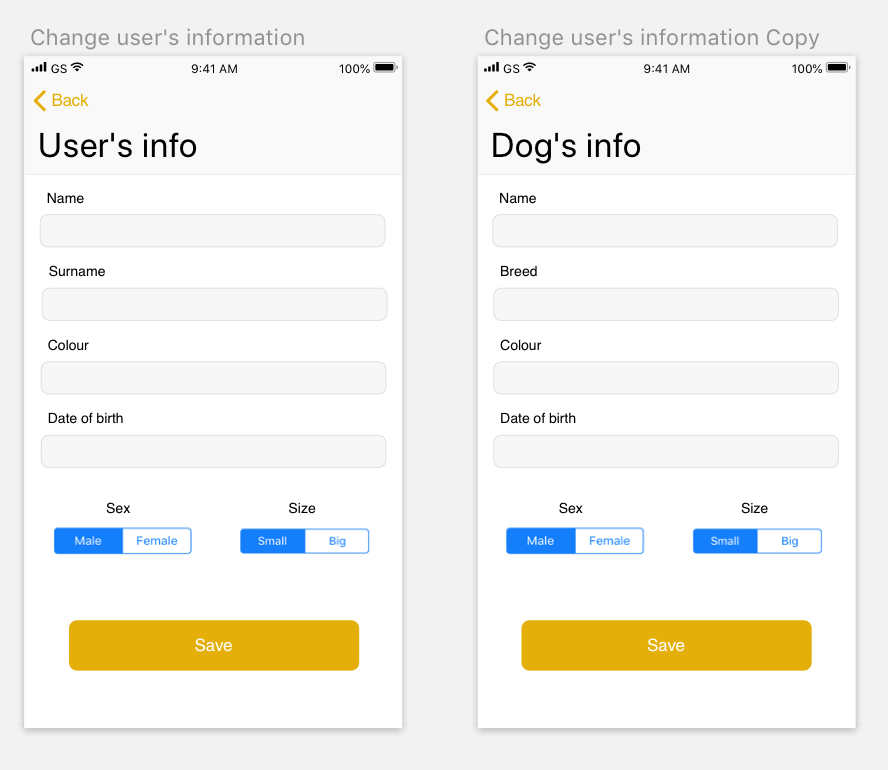 Change user's information
GS
9:41 AM
100%
Back
User's info
Name
Surname
Colour
Date of birth
Sex
Size
Male
Female
Small
Big
Save
Change user's information Copy
GS
9:41 AM
100%
Back
Dog's info
Name
Breed
Colour
Date of birth
Sex
Size
Male
Female
Small
Big
Save